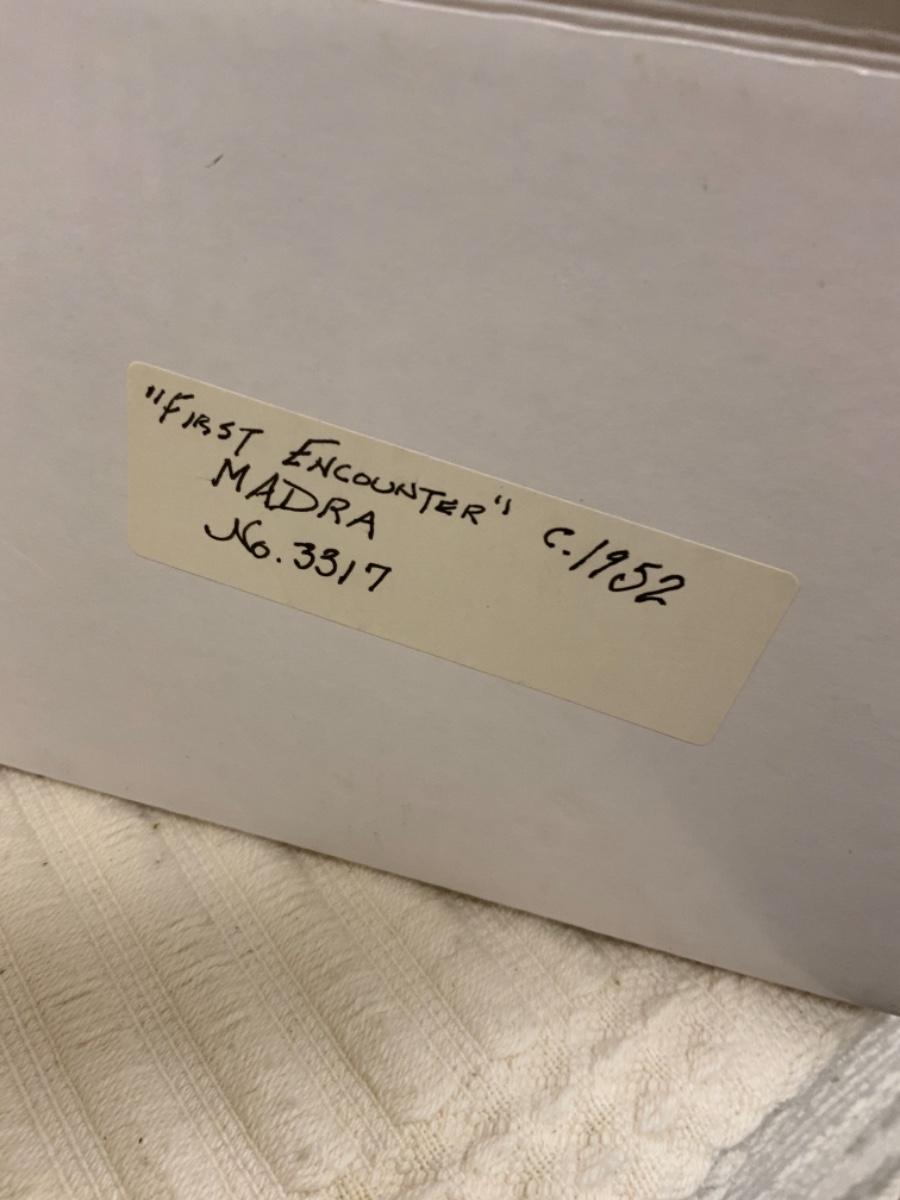 "First Encounter" c.1952
MADRA
No. 3317